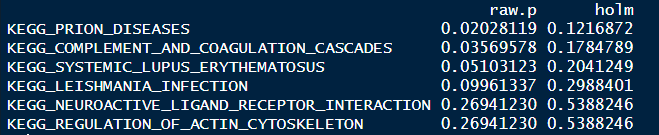 raw.p holm
KEGG_PRION_DISEASES 0.02028119 0.1216872
KEGG_COMPLEMENT_AND_COAGULATION_CASCADES 0.03569578 0.1784789
KEGG_SYSTEMIC_LUPUS_ERYTHEMATOSUS 0.05103123 0.2041249
KEGG_LEISHMANIA_INFECTION 0.09961337 0.2988401
KEGG_NEUROACTIVE_LIGAND_RECEPTOR_INTERACTION 0.26941230 0.5388246
KEGG_REGULATION_OF_ACTIN_CYTOSKELETON 0.26941230 0.5388246